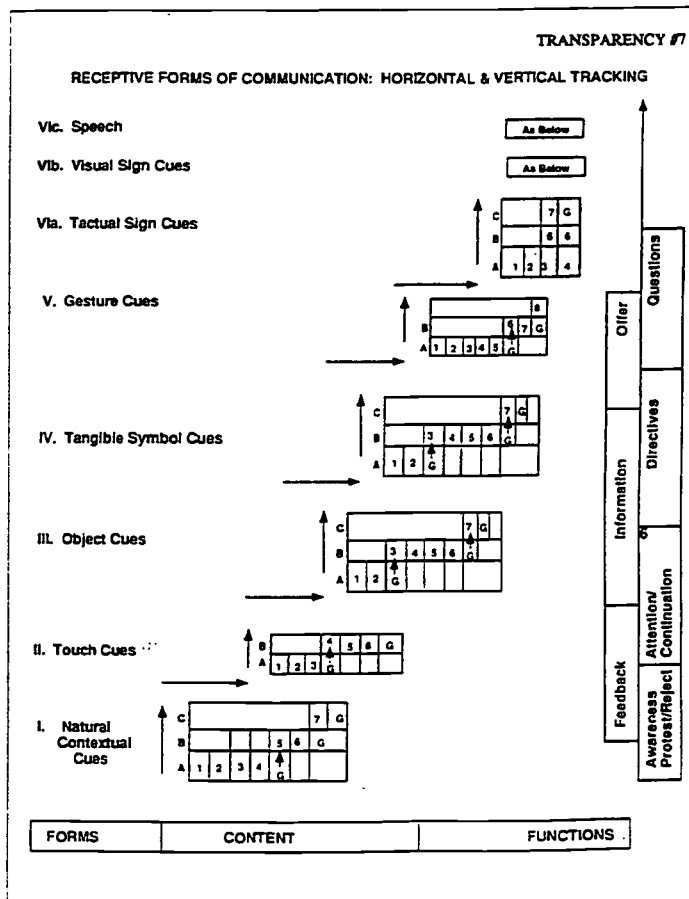 TRANSPARENCY #7
RECEPTIVE FORMS OF COMMUNICATION: HORIZONTAL & VERTICAL TRACKING
VIc. Speech
As Below
VIb. Visual Sign Cues
As Below
VIa. Tactual Sign Cues
C 7 G
B 5 6
A 1 2 3 4
V. Gesture Cues
8
B 6 7 G
A 1 2 3 4 5 G
IV. Tangible Symbol Cues
C 7 G
B 3 4 5 6 G
A 1 2 G
III. Object Cues
C 7 G
B 3 4 5 6 G
A 1 2 G
II. Touch Cues
B 4 5 6 G
A 1 2 3 G
I. Natural
Contextual
Cues
C 7 G
B 5 6 G
A 1 2 3 4 G
Offer
Information
Feedback
Questions
Directives
Attention/
Continuation
Awareness
Protest/Reject
FORMS CONTENT FUNCTIONS